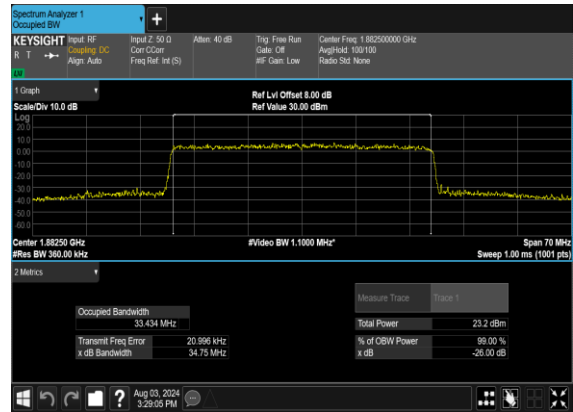 Spectrum Analyzer 1
Occupied BW
KEYSIGHT
R T
LXI
Input: RF
Coupling: DC
Align: Auto
Input Z: 50 Ω
Corr CCorr
Freq Ref: Int (S)
Atten: 40 dB
Trig: Free Run
Gate: Off
#IF Gain: Low
Center Freq: 1.882500000 GHz
Avg|Hold: 100/100
Radio Std: None
1 Graph
Scale/Div 10.0 dB
Ref Lvl Offset 8.00 dB
Ref Value 30.00 dBm
Log
20.0
10.0
0.00
-10.0
-20.0
-30.0
-40.0
-50.0
-60.0
Center 1.88250 GHz
#Res BW 360.00 kHz
#Video BW 1.1000 MHz*
Span 70 MHz
Sweep 1.00 ms (1001 pts)
2 Metrics
Measure Trace
Trace 1
Occupied Bandwidth
33.434 MHz
Total Power
23.2 dBm
Transmit Freq Error
20.996 kHz
% of OBW Power
99.00 %
x dB Bandwidth
34.75 MHz
x dB
-26.00 dB
?
Aug 03, 2024
3:29:05 PM